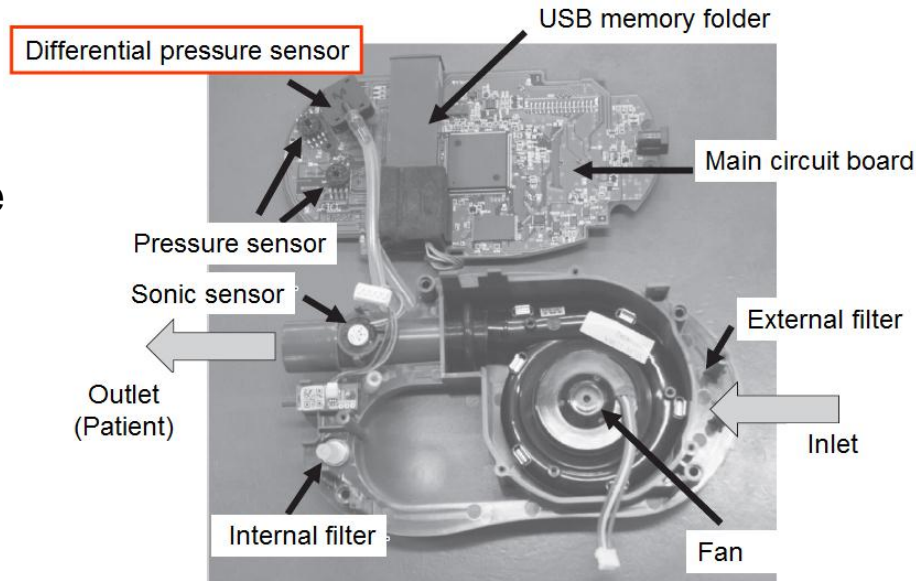 USB memory folder
Differential pressure sensor
Main circuit board
e
Pressure sensor
Sonic sensor
External filter
Outlet
(Patient)
Inlet
Internal filter
Fan